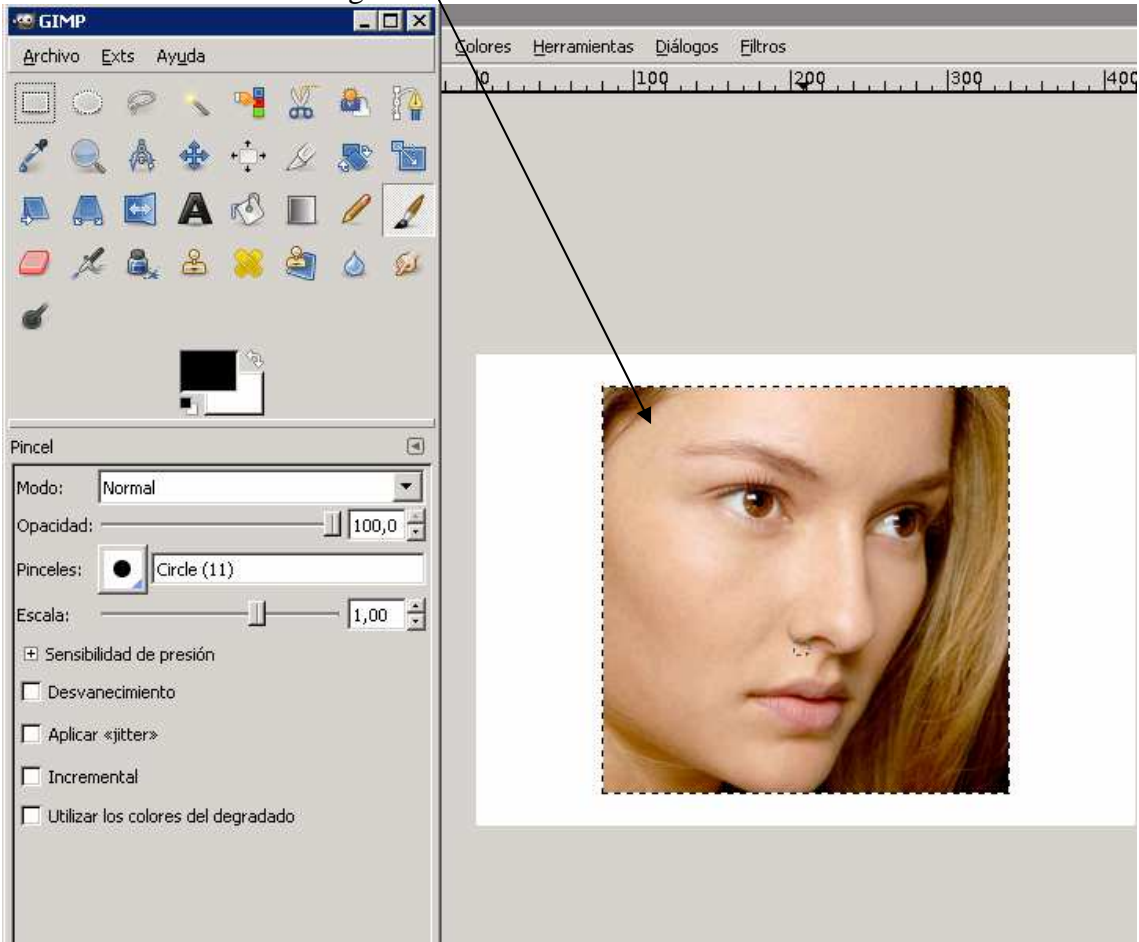 GIMP
Archivo Exts Ayuda
Colores Herramientas Diálogos Filtros
0 100 200 300 400
Pincel
Modo: Normal
Opacidad: 100,0
Pinceles: Circle (11)
Escala: 1,00
Sensibilidad de presión
Desvanecimiento
Aplicar «jitter»
Incremental
Utilizar los colores del degradado